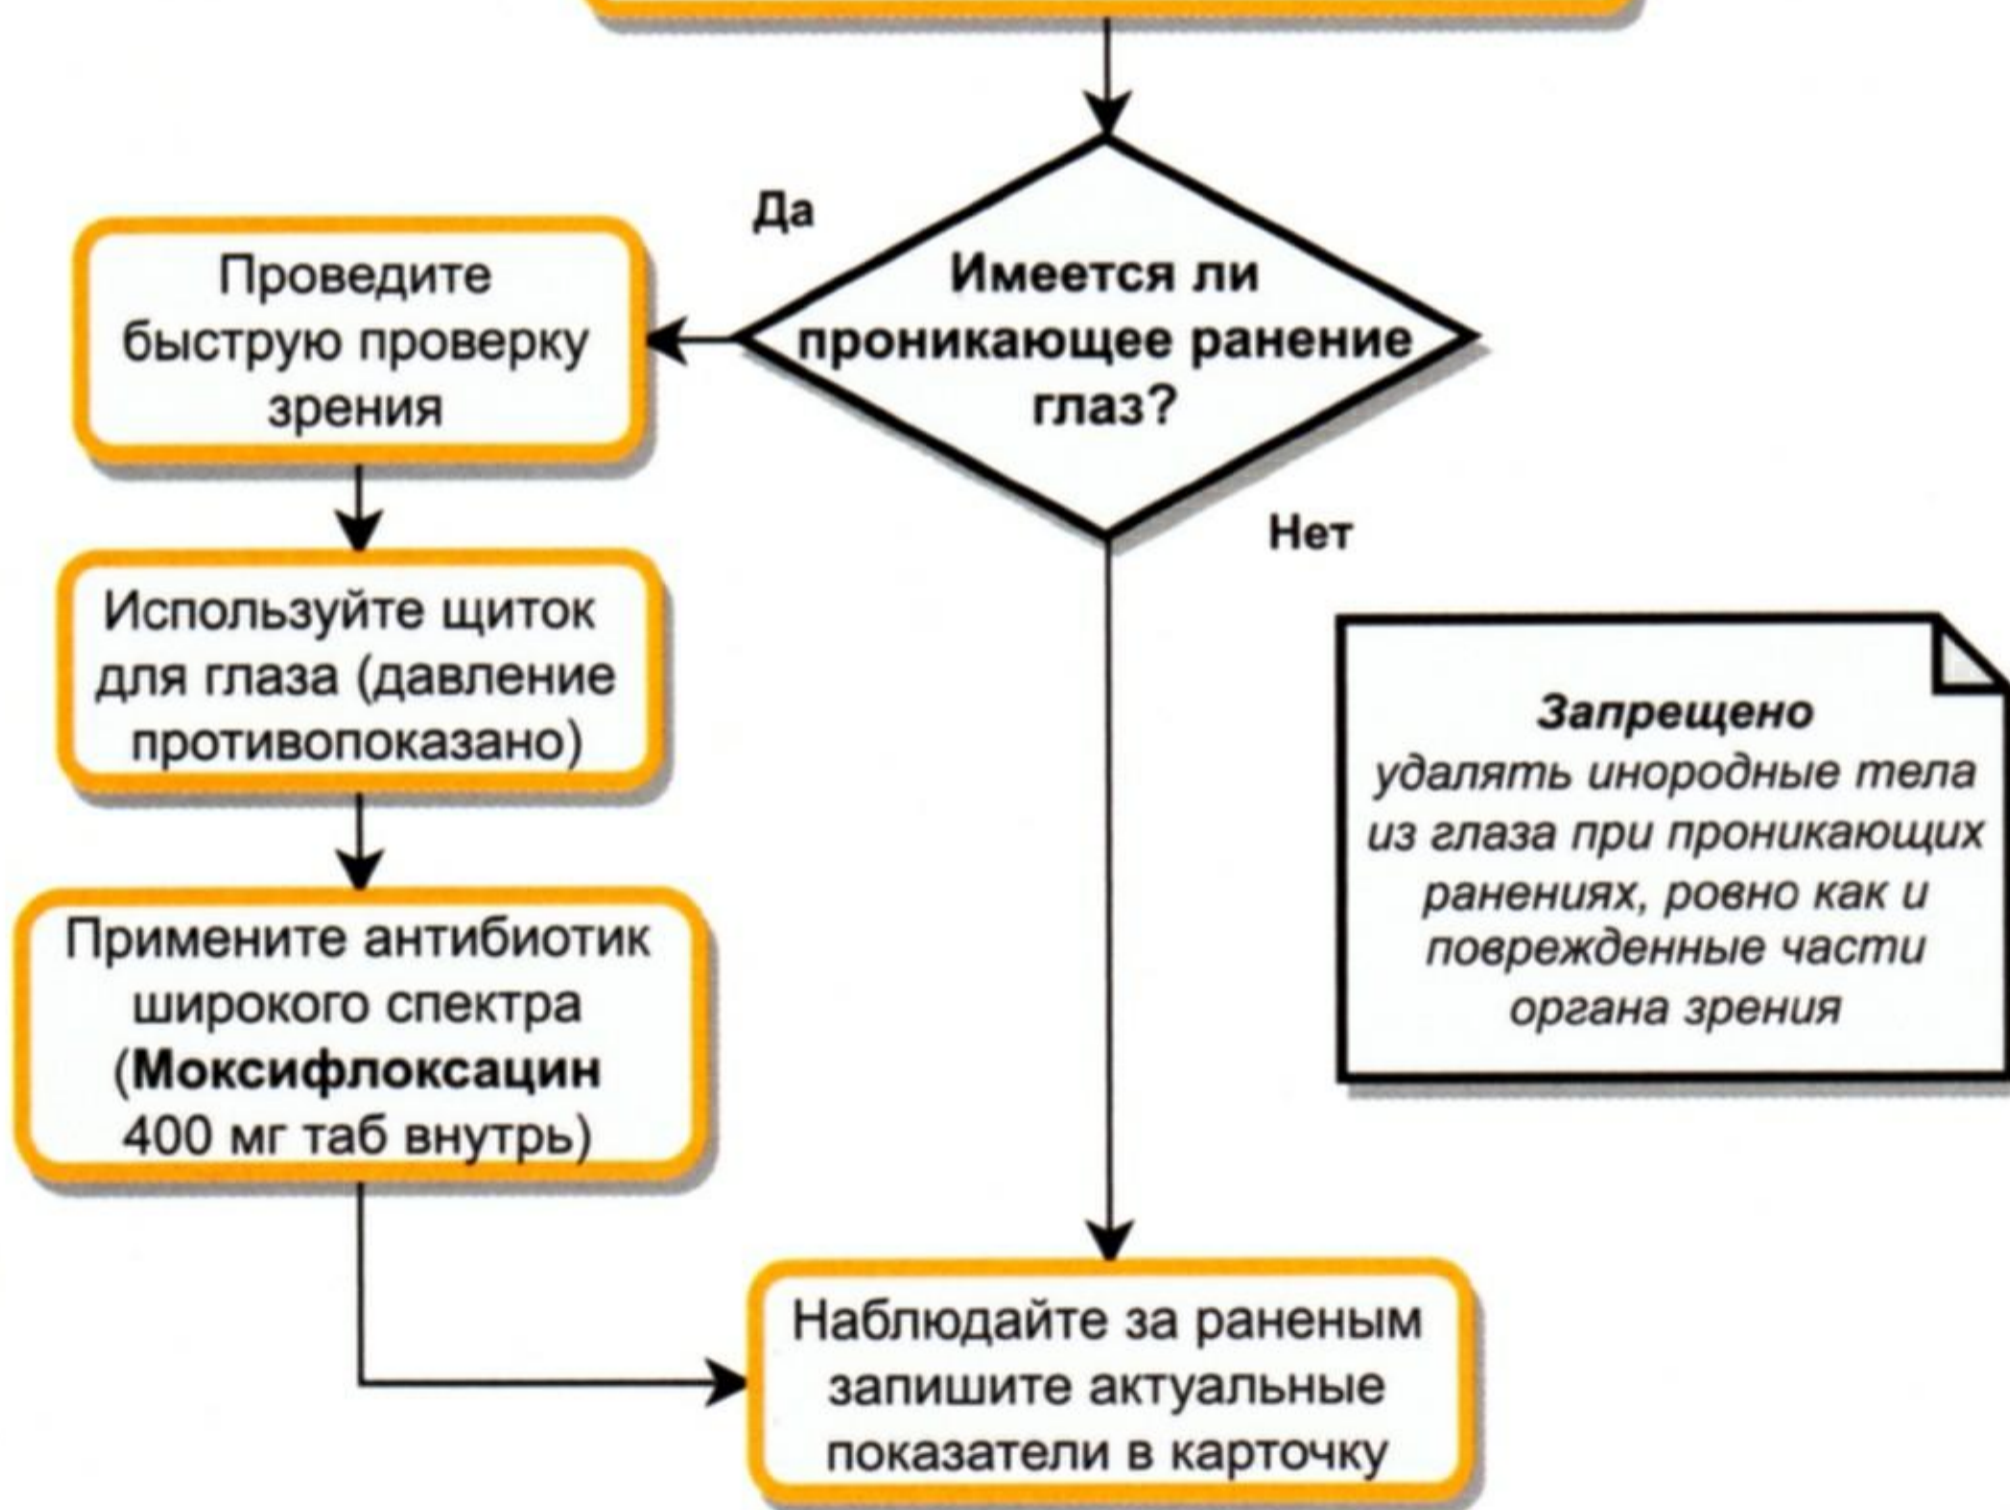 Да
Имеется ли
проникающее ранение
глаз?
Нет
Проведите
быструю проверку
зрения
Используйте щиток
для глаза (давление
противопоказано)
Примените антибиотик
широкого спектра
(Моксифлоксацин
400 мг таб внутрь)
Запрещено
удалять инородные тела
из глаза при проникающих
ранениях, ровно как и
поврежденные части
органа зрения
Наблюдайте за раненым
запишите актуальные
показатели в карточку